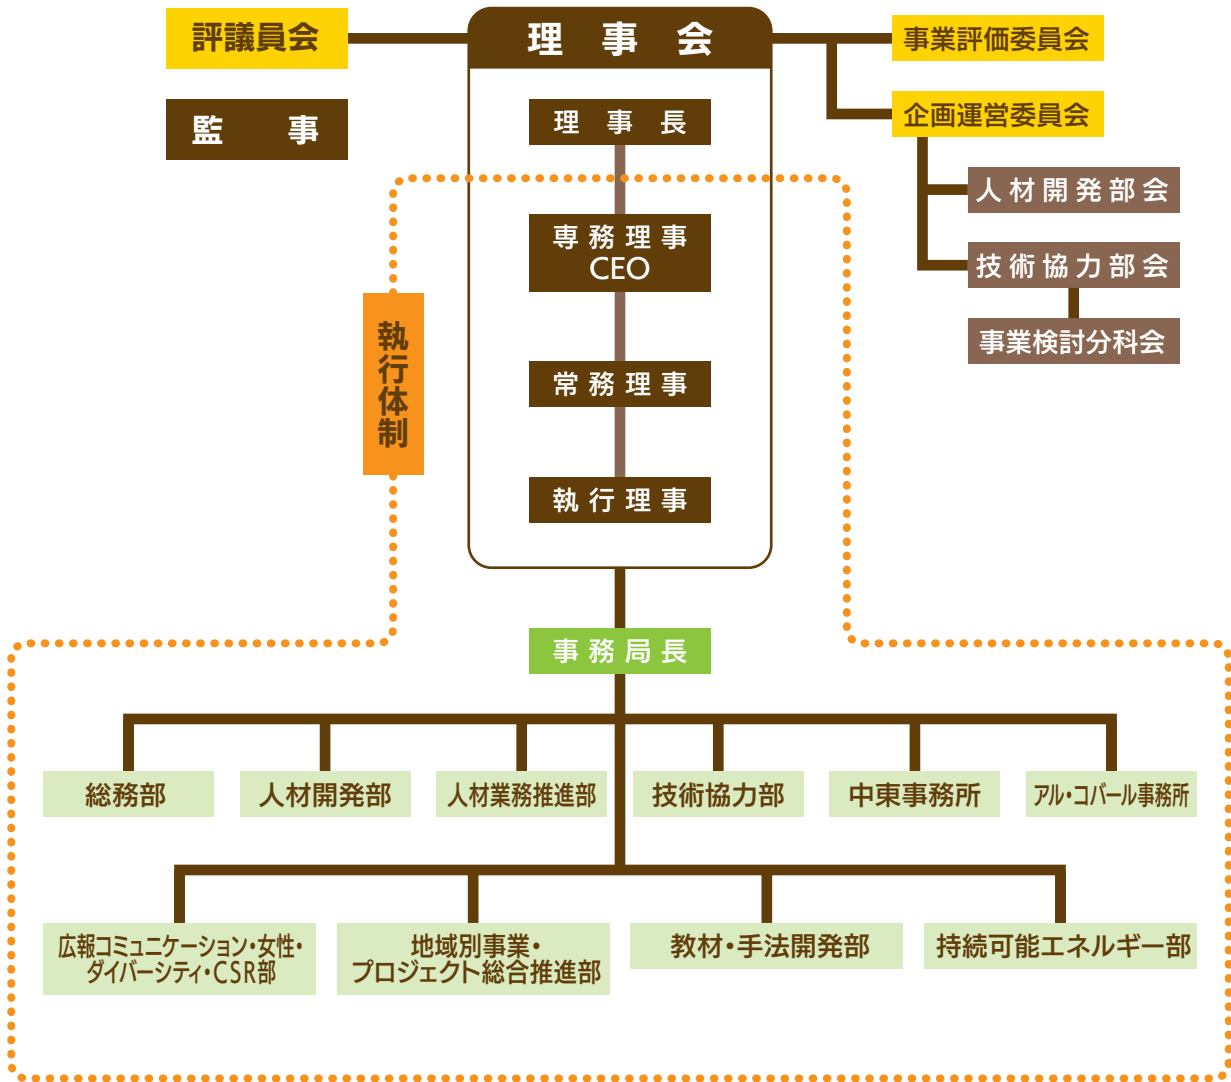 評議員会
監事
理事会
理事長
専務理事
CEO
常務理事
執行理事
事業評価委員会
企画運営委員会
人材開発部会
技術協力部会
事業検討分科会
執行体制
事務局長
総務部
人材開発部
人材業務推進部
技術協力部
中東事務所
アル・コバール事務所
広報コミュニケーション・女性・
ダイバーシティ・CSR部
地域別事業・
プロジェクト総合推進部
教材・手法開発部
持続可能エネルギー部